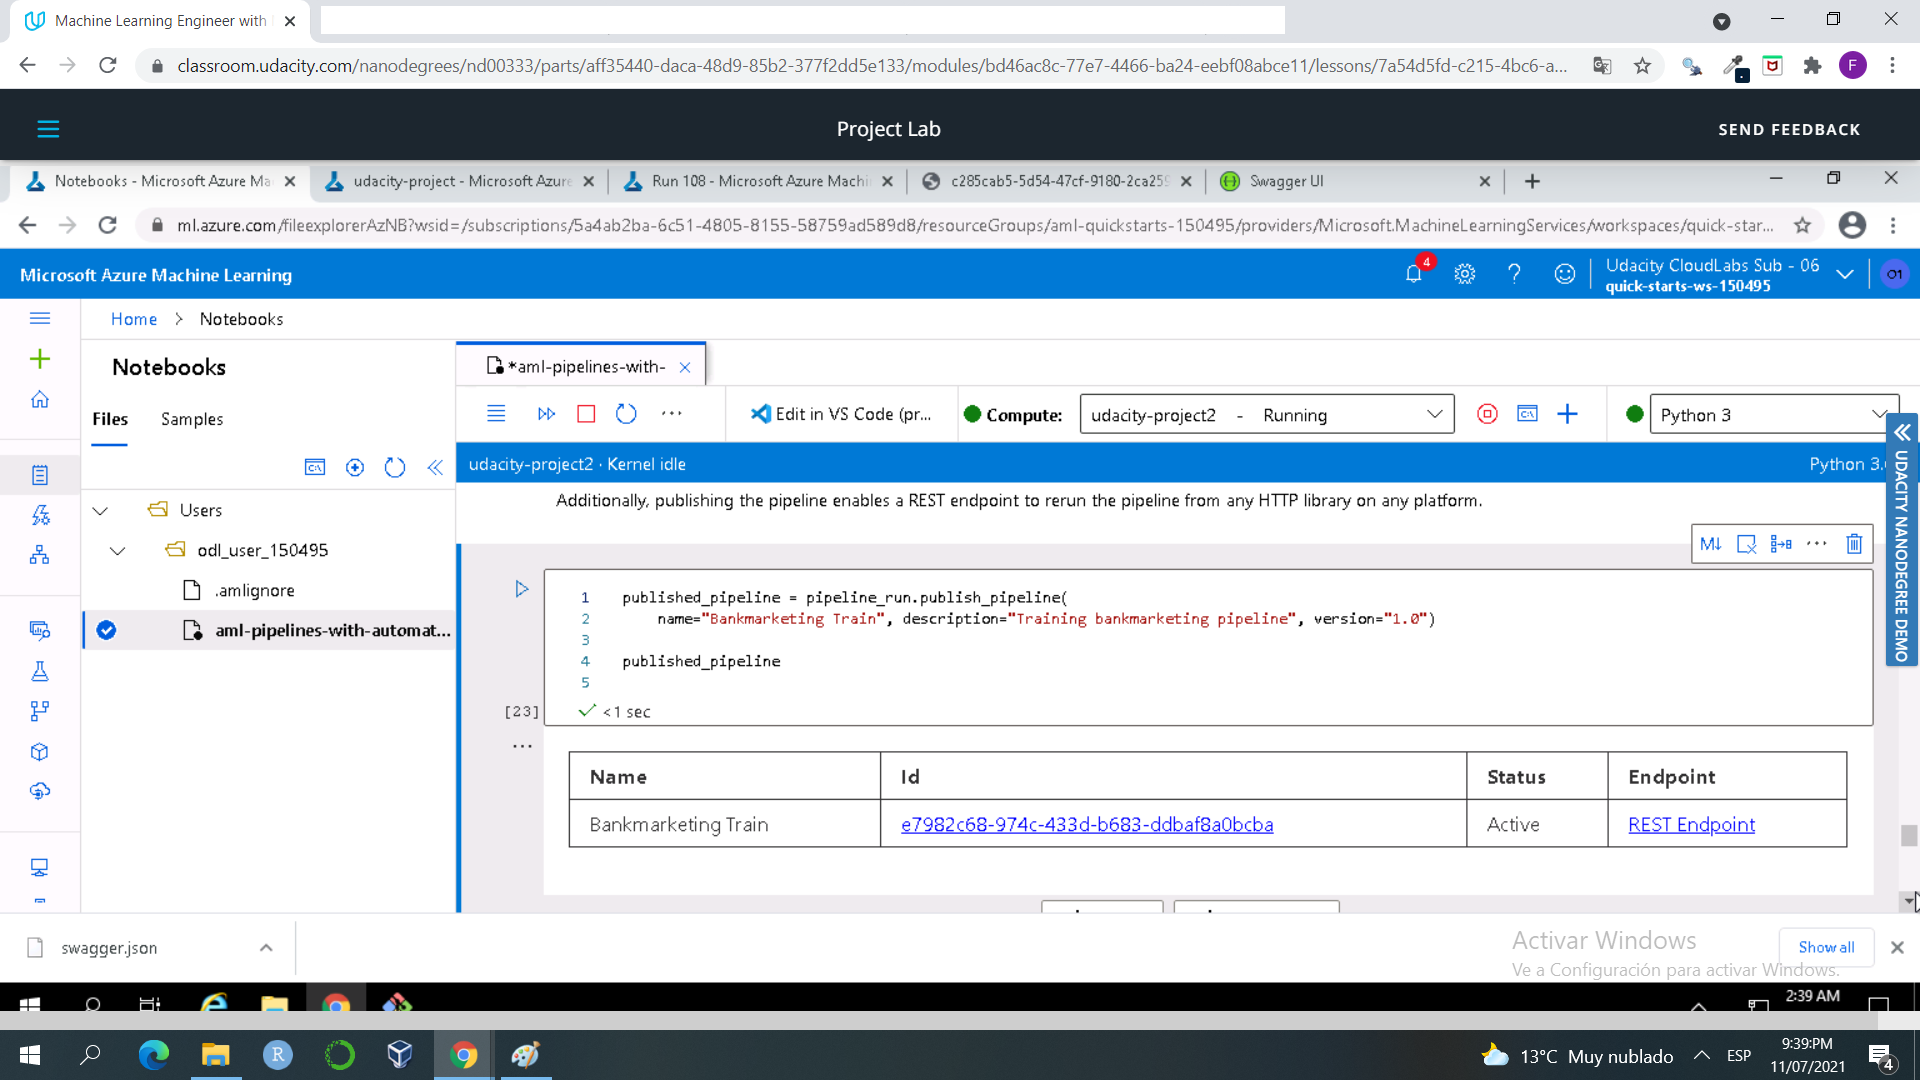 Machine Learning Engineer with
classroom.udacity.com/nanodegrees/nd00333/parts/aff35440-daca-48d9-85b2-377f2dd5e133/modules/bd46ac8c-77e7-4466-ba24-eebf08abce11/lessons/7a54d5fd-c215-4bc6-a...
F
Project Lab
SEND FEEDBACK
Notebooks - Microsoft Azure Ma
udacity-project - Microsoft Azure
Run 108 - Microsoft Azure Machi
c285cab5-5d54-47cf-9180-2ca259
Swagger UI
ml.azure.com/fileexplorerAzNB?wsid=/subscriptions/5a4ab2ba-6c51-4805-8155-58759ad589d8/resourceGroups/aml-quickstarts-150495/providers/Microsoft.MachineLearningServices/workspaces/quick-star...
Microsoft Azure Machine Learning
4
Udacity CloudLabs Sub - 06
quick-starts-ws-150495
O1
Home > Notebooks
Notebooks
*aml-pipelines-with-
Files
Samples
Edit in VS Code (pr...
Compute:
udacity-project2 - Running
Python 3
udacity-project2 · Kernel idle
Python 3.
UDACITY NANODEGREE DEMO
Users
odl_user_150495
.amlignore
aml-pipelines-with-automat...
Additionally, publishing the pipeline enables a REST endpoint to rerun the pipeline from any HTTP library on any platform.
M↓
1 published_pipeline = pipeline_run.publish_pipeline(
2 name="Bankmarketing Train", description="Training bankmarketing pipeline", version="1.0")
3
4 published_pipeline
5
[23]
<1 sec
Name Id Status Endpoint
Bankmarketing Train e7982c68-974c-433d-b683-ddbaf8a0bcba Active REST Endpoint
swagger.json
Activar Windows
Ve a Configuración para activar Windows.
Show all
2:39 AM
13°C Muy nublado
ESP
9:39:PM
11/07/2021
4